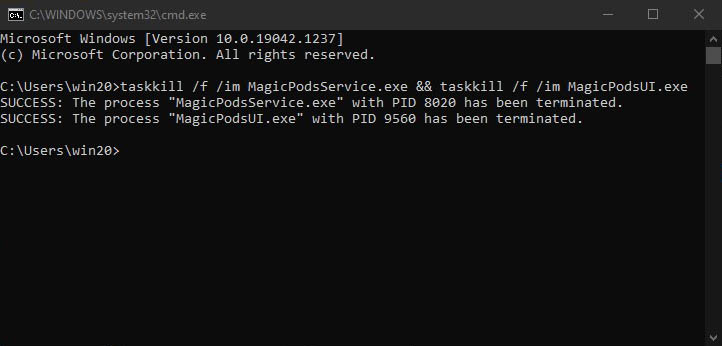 C:\WINDOWS\system32\cmd.exe
Microsoft Windows [Version 10.0.19042.1237]
(c) Microsoft Corporation. All rights reserved.
C:\Users\win20>taskkill /f /im MagicPodsService.exe && taskkill /f /im MagicPodsUI.exe
SUCCESS: The process "MagicPodsService.exe" with PID 8020 has been terminated.
SUCCESS: The process "MagicPodsUI.exe" with PID 9560 has been terminated.
C:\Users\win20>